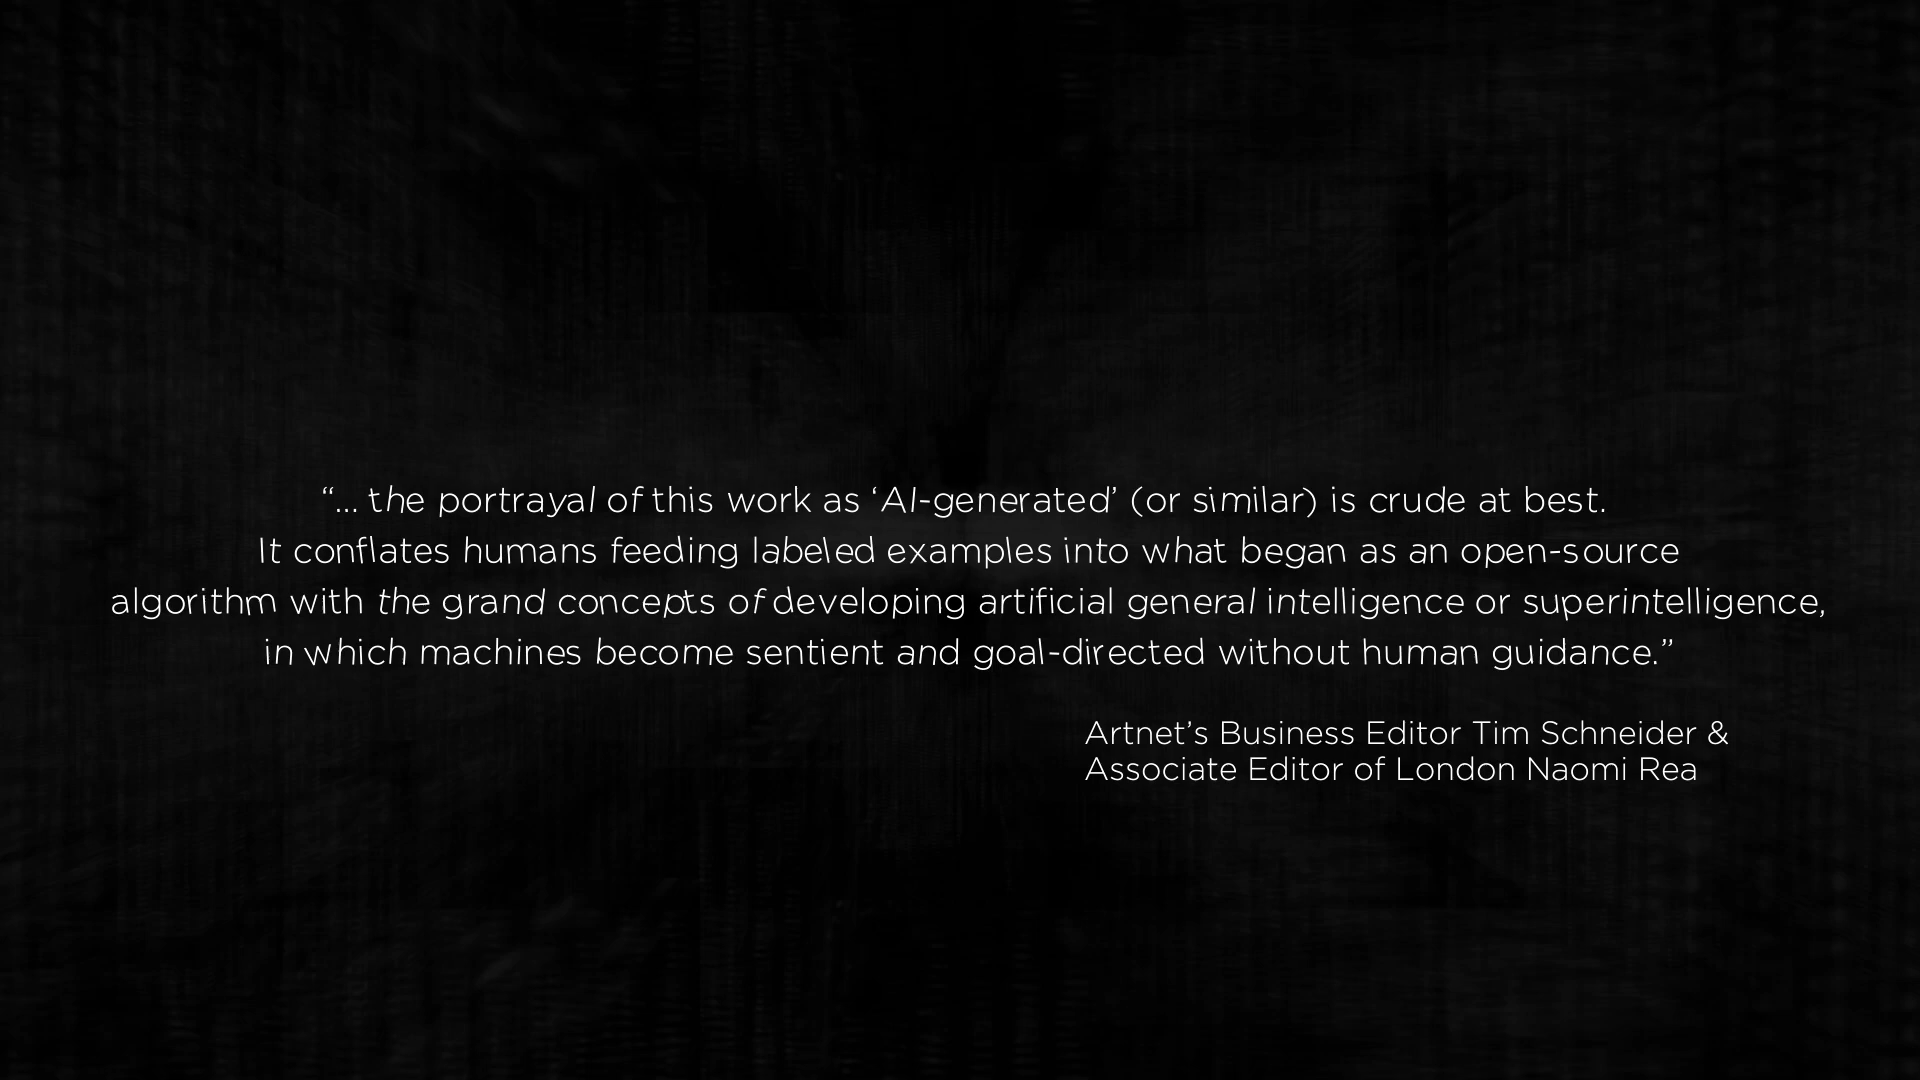 “... the portrayal of this work as ‘AI-generated’ (or similar) is crude at best.
It conflates humans feeding labeled examples into what began as an open-source
algorithm with the grand concepts of developing artificial general intelligence or superintelligence,
in which machines become sentient and goal-directed without human guidance.”
Artnet’s Business Editor Tim Schneider &
Associate Editor of London Naomi Rea